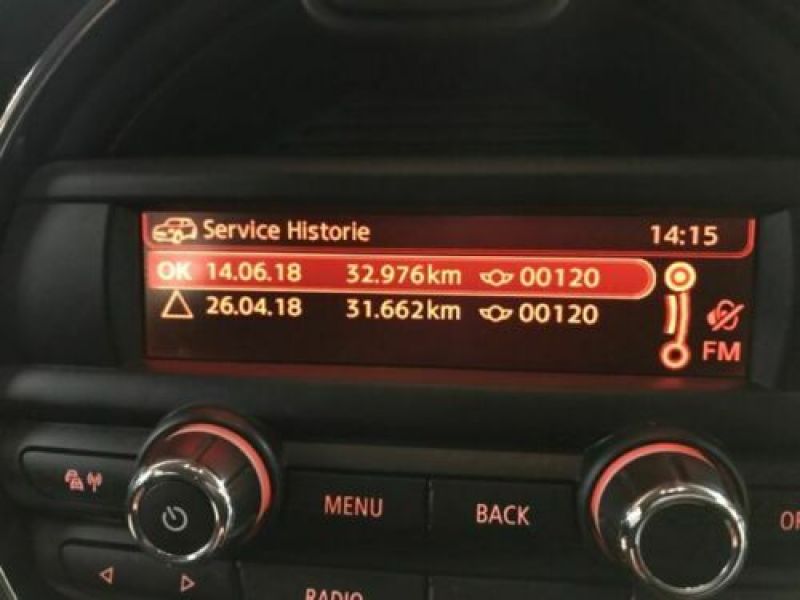 Service Historie 14:15
OK 14.06.18 32.976km 00120
26.04.18 31.662km 00120
FM
MENU BACK
RADIO